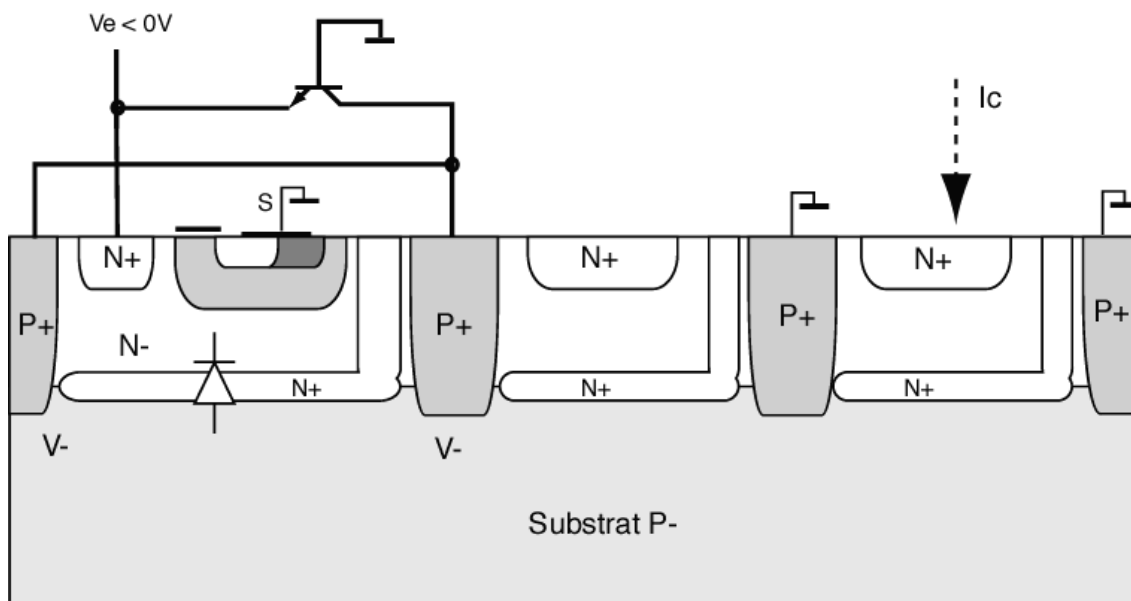 Ve < 0V
Ic
S
N+
N+
N+
P+
P+
P+
P+
N-
N+
N+
N+
V-
V-
Substrat P-